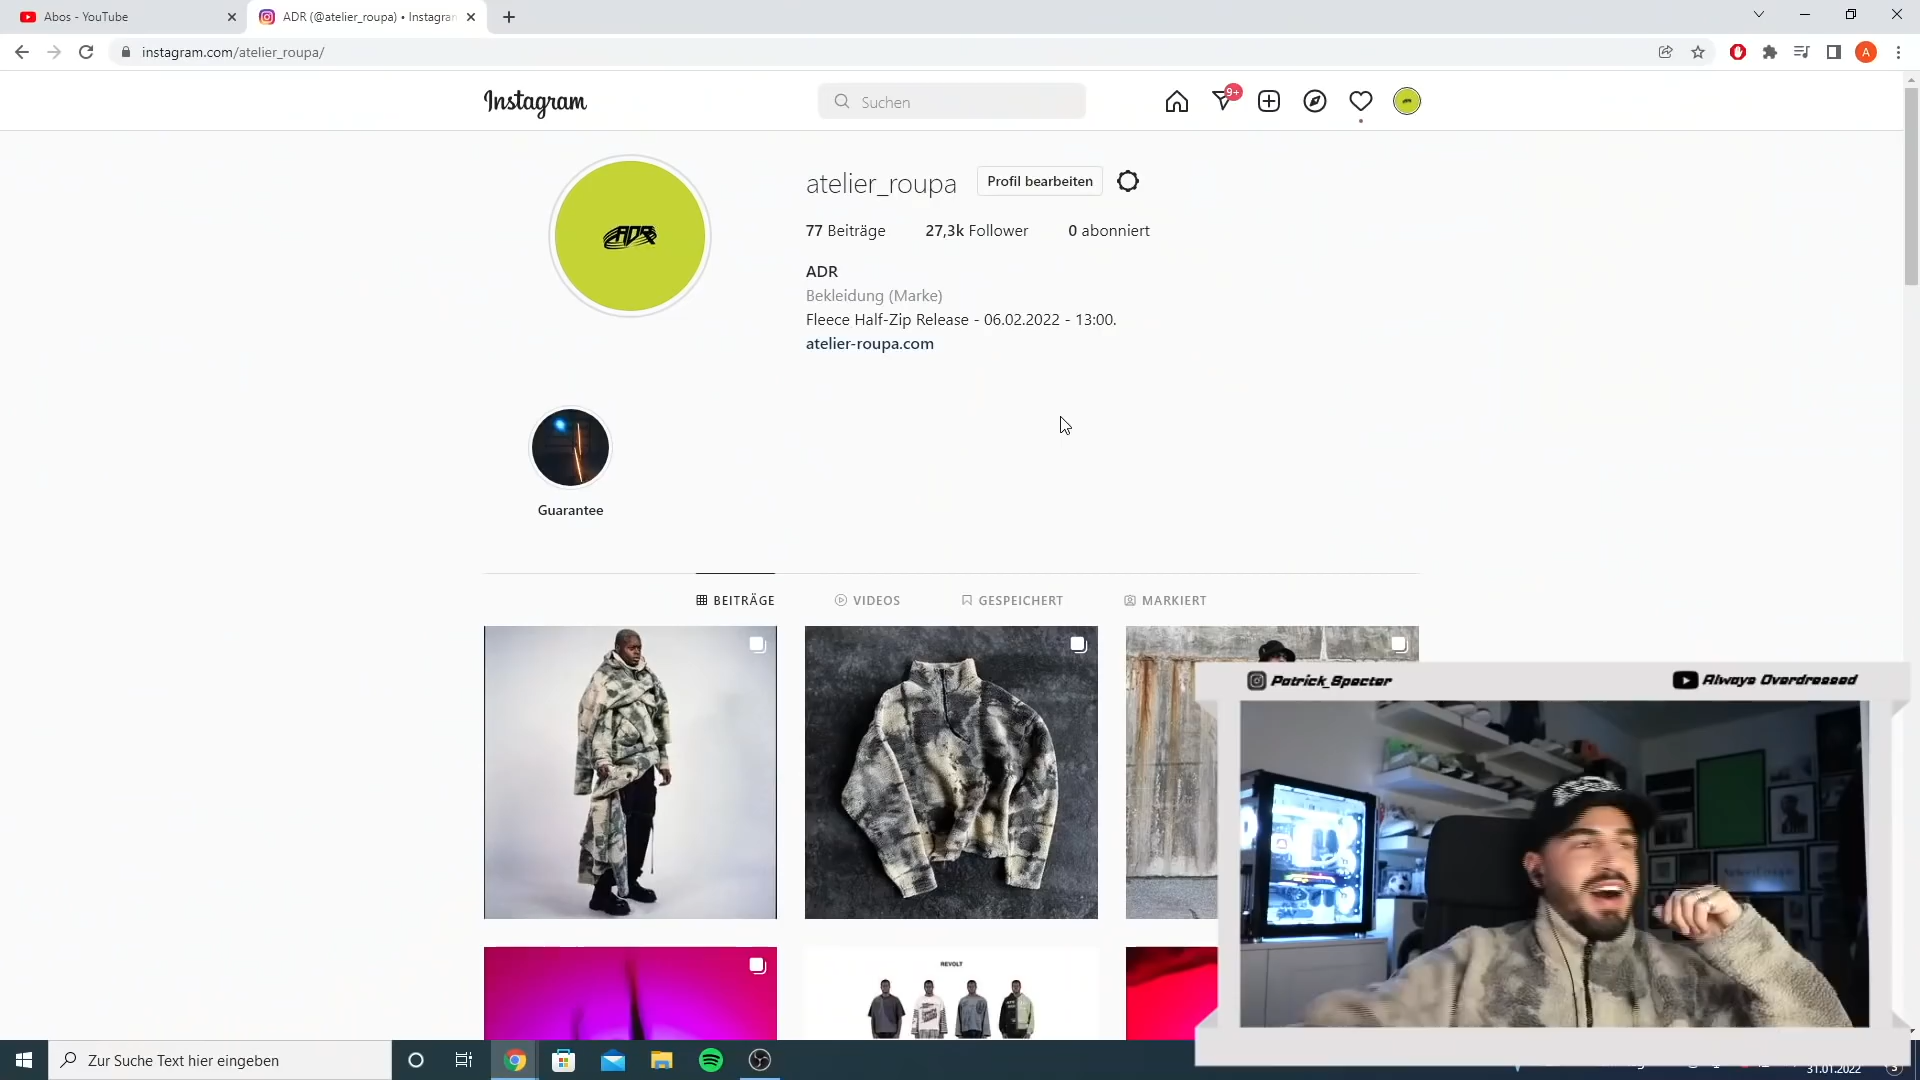 Abos - YouTube
ADR (@atelier_roupa) • Instagram
instagram.com/atelier_roupa/
A
Instagram
Suchen
9+
ADR
atelier_roupa
Profil bearbeiten
77 Beiträge
27,3k Follower
0 abonniert
ADR
Bekleidung (Marke)
Fleece Half-Zip Release - 06.02.2022 - 13:00.
atelier-roupa.com
Guarantee
BEITRÄGE
VIDEOS
GESPEICHERT
MARKIERT
REVOLT
Patrick_Specter
Always Overdressed
Zur Suche Text hier eingeben
31.01.2022